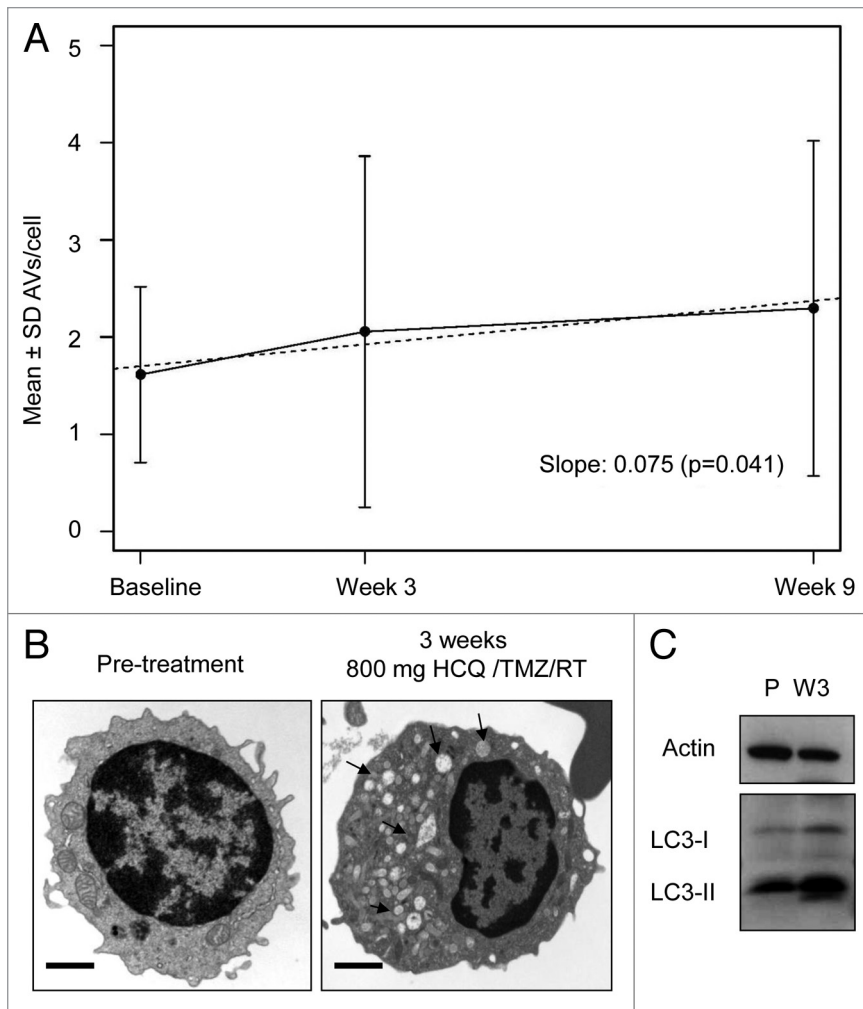 A
5
4
3
2
1
0
Mean ± SD AVs/cell
Slope: 0.075 (p=0.041)
Baseline
Week 3
Week 9
B
Pre-treatment
3 weeks
800 mg HCQ /TMZ/RT
C
P W3
Actin
LC3-I
LC3-II